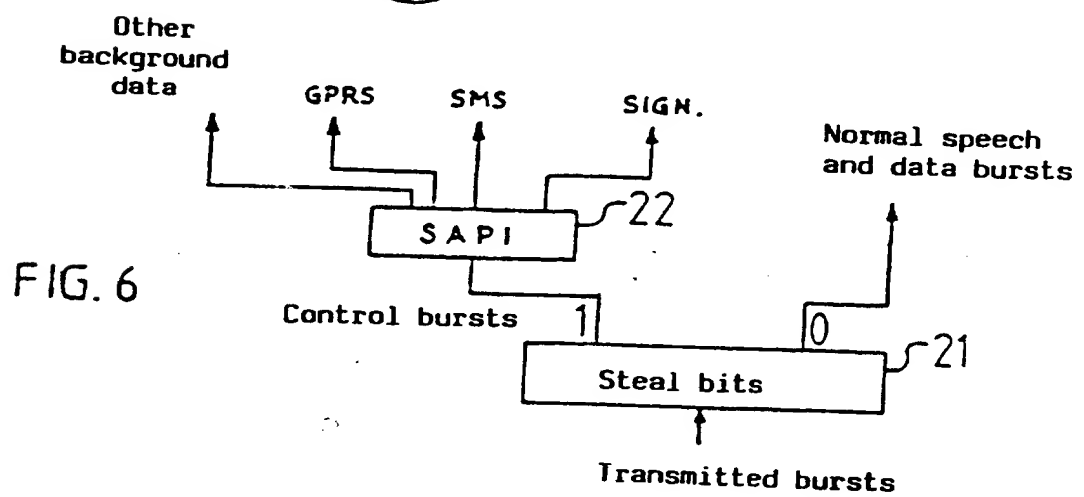 Other
background
data
GPRS
SMS
SIGN.
Normal speech
and data bursts
SAPI
22
FIG. 6
Control bursts
1
0
21
Steal bits
Transmitted bursts